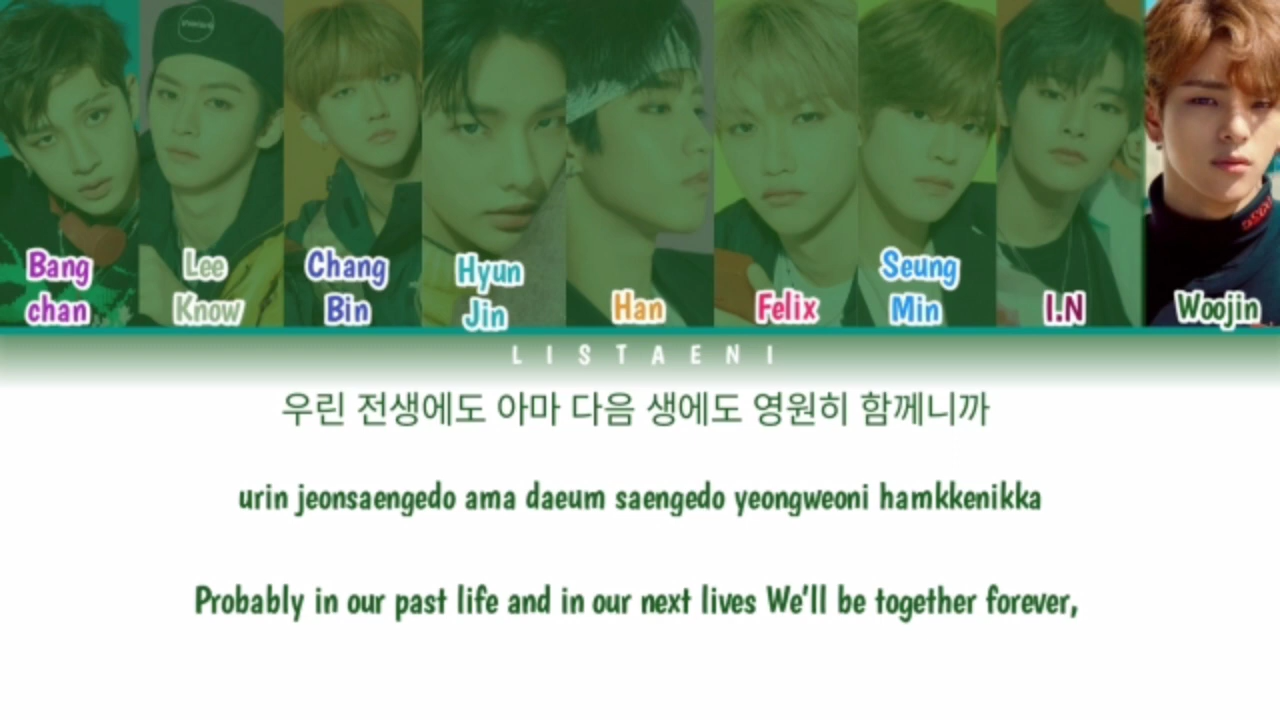 Bang
chan
Lee
Know
Chang
Bin
Hyun
Jin
Han
Felix
Seung
Min
I.N
Woojin
LISTAENI
우린 전생에도 아마 다음 생에도 영원히 함께니까
urin jeonsaengedo ama daeum saengedo yeongweoni hamkkenikka
Probably in our past life and in our next lives We'll be together forever,